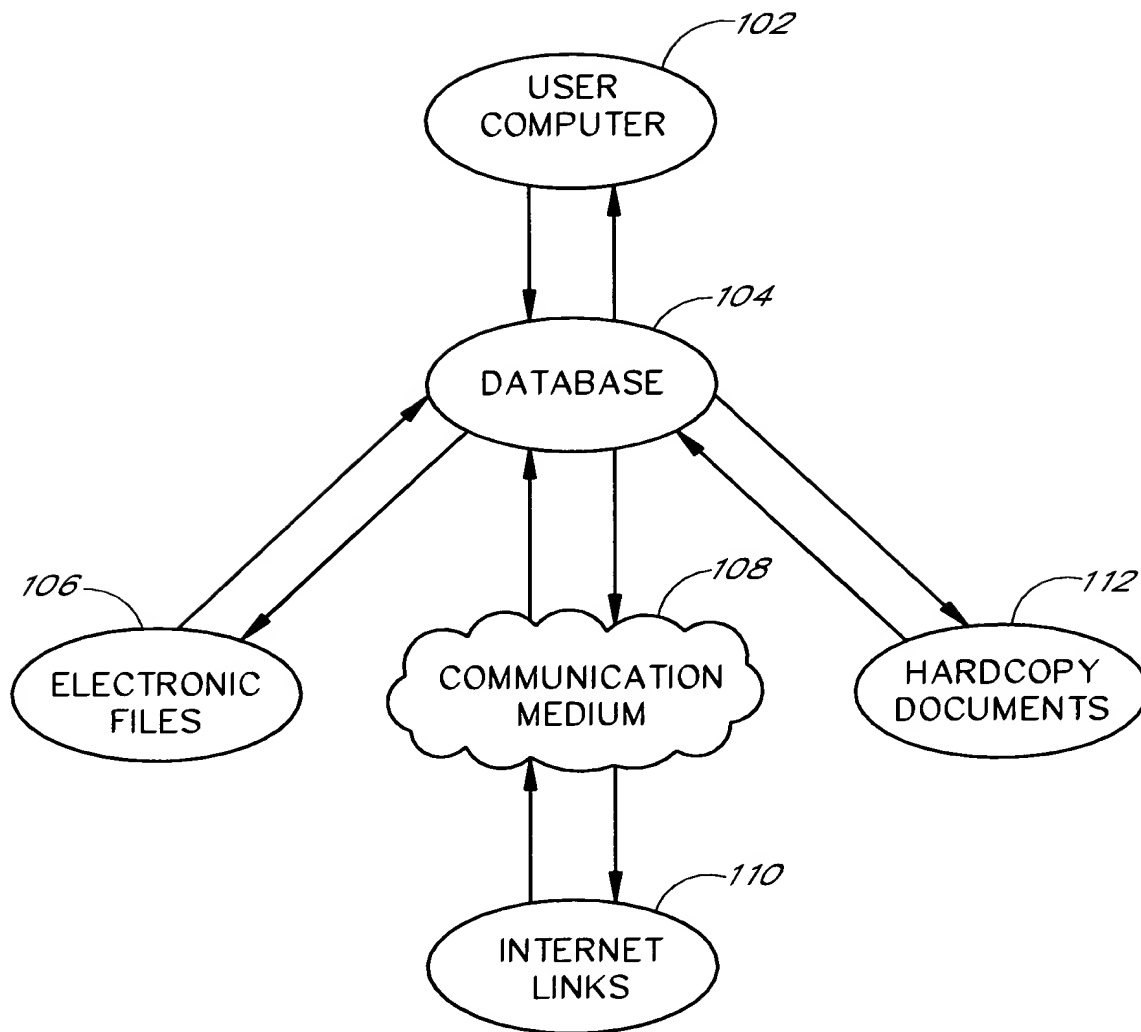 102
USER
COMPUTER
104
DATABASE
106
ELECTRONIC
FILES
108
COMMUNICATION
MEDIUM
112
HARDCOPY
DOCUMENTS
110
INTERNET
LINKS